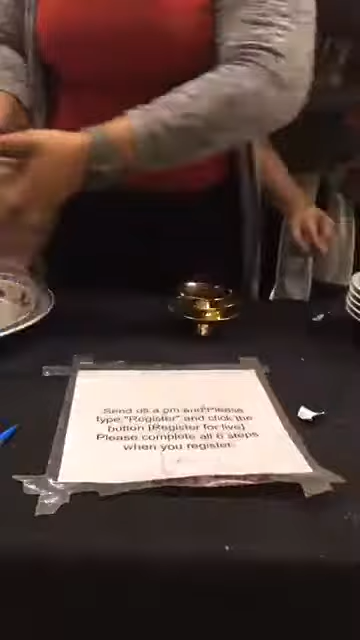 Send us a pm and Please
type "Register" and click the
button [Register for live]
Please complete all 6 steps
when you register.